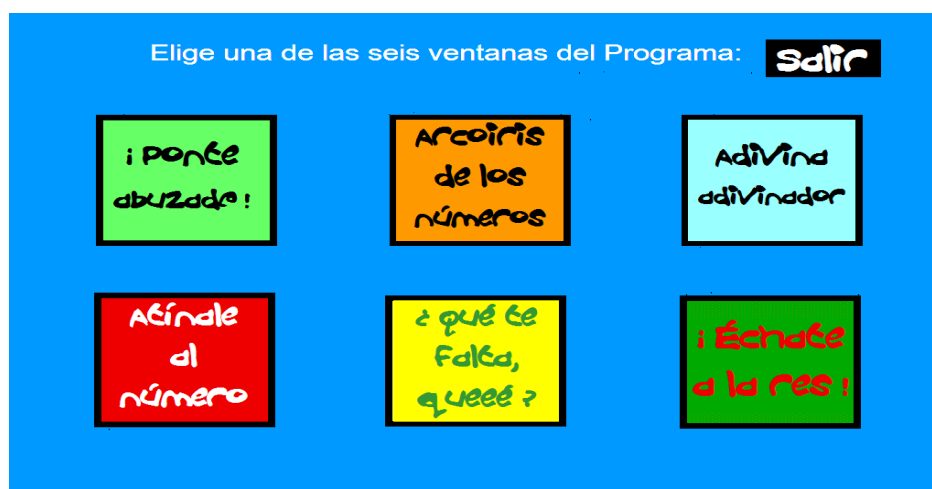 Elige una de las seis ventanas del Programa:
Salir
¡ Ponte
abuzado !
Arcoiris
de los
números
Adivina
adivinador
Atínale
al
número
¿ qué te
Falta,
queeé ?
¡ Échate
a la res !